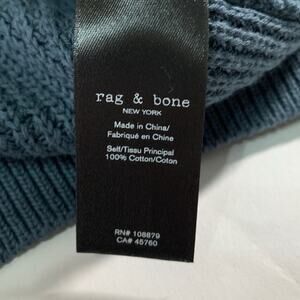 rag & bone
NEW YORK
Made in China/
Fabriqué en Chine
Self/Tissu Principal
100% Cotton/Coton
RN# 108879
CA# 45760